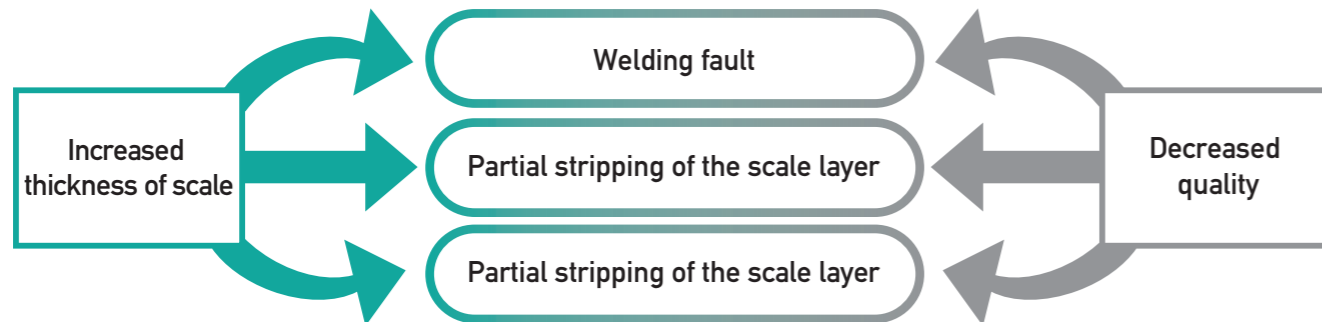 Welding fault
Increased
thickness of scale
Partial stripping of the scale layer
Decreased
quality
Partial stripping of the scale layer